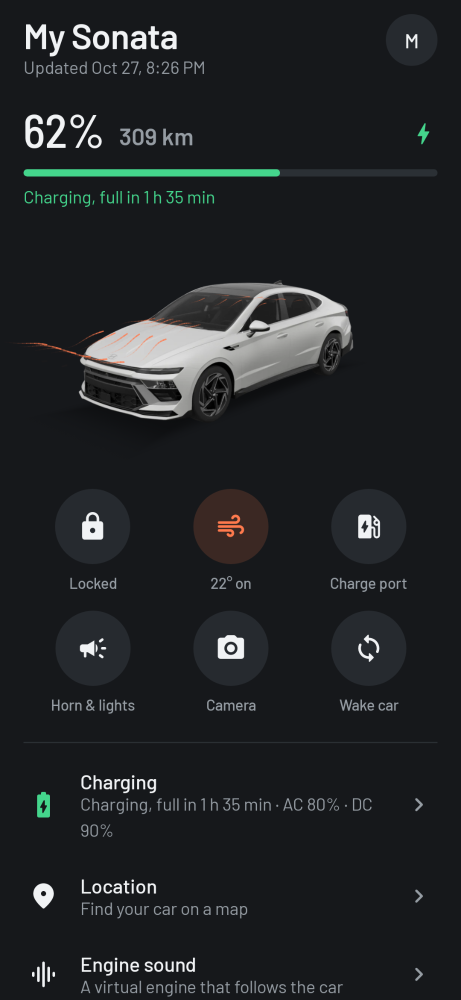 My Sonata
M
Updated Oct 27, 8:26 PM
62% 309 km
Charging, full in 1 h 35 min
Locked
22° on
Charge port
Horn & lights
Camera
Wake car
Charging
Charging, full in 1 h 35 min · AC 80% · DC
90%
Location
Find your car on a map
Engine sound
A virtual engine that follows the car